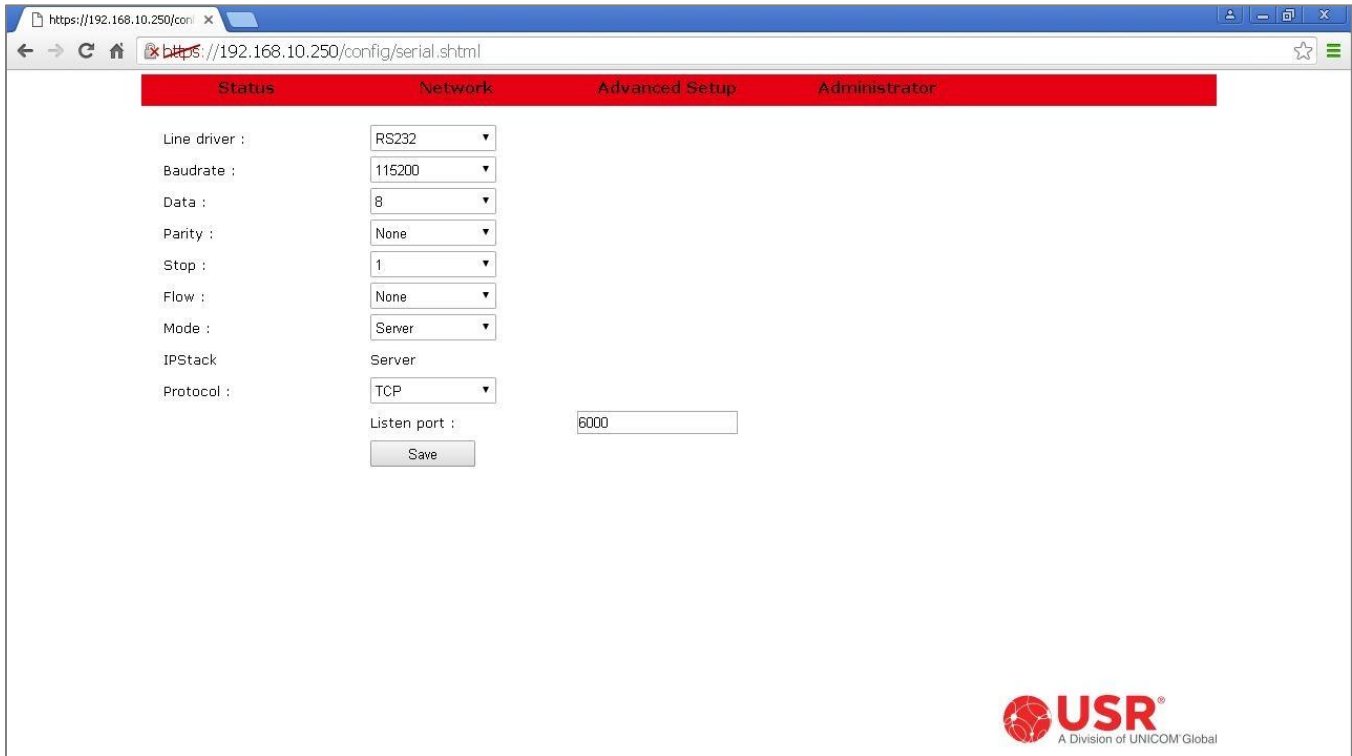 https://192.168.10.250/con
https://192.168.10.250/config/serial.shtml
Status Network Advanced Setup Administrator
Line driver : RS232
Baudrate : 115200
Data : 8
Parity : None
Stop : 1
Flow : None
Mode : Server
IPStack Server
Protocol : TCP
Listen port : 6000
Save
USR®
A Division of UNICOM Global